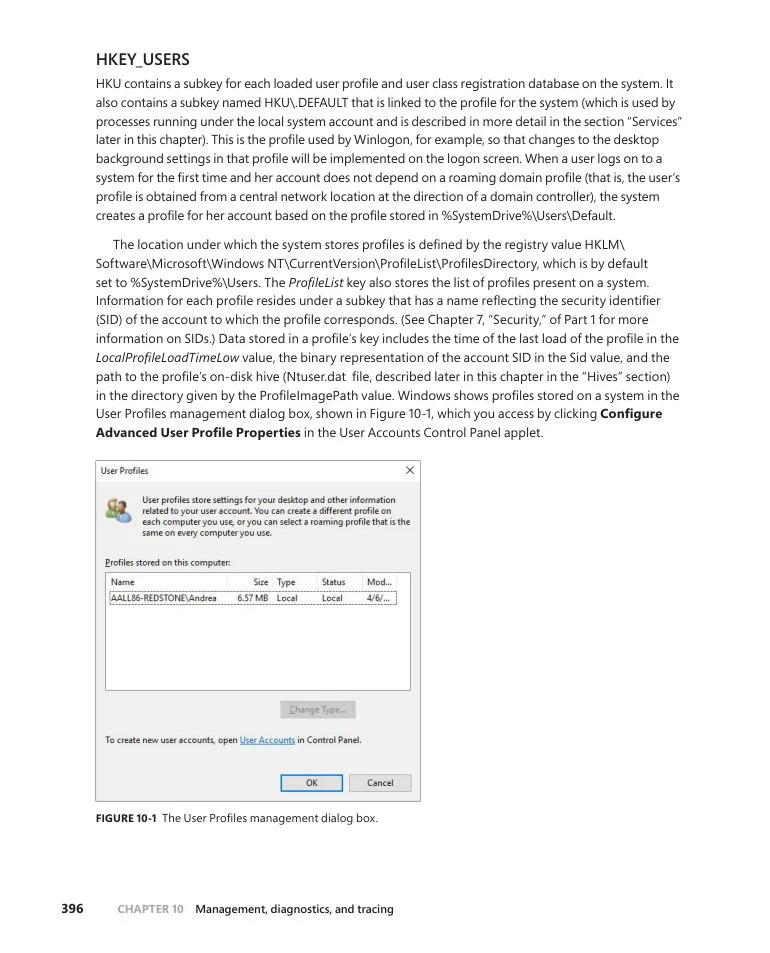 HKEY_USERS
HKU contains a subkey for each loaded user profile and user class registration database on the system. It
also contains a subkey named HKU\.DEFAULT that is linked to the profile for the system (which is used by
processes running under the local system account and is described in more detail in the section “Services”
later in this chapter). This is the profile used by Winlogon, for example, so that changes to the desktop
background settings in that profile will be implemented on the logon screen. When a user logs on to a
system for the first time and her account does not depend on a roaming domain profile (that is, the user’s
profile is obtained from a central network location at the direction of a domain controller), the system
creates a profile for her account based on the profile stored in %SystemDrive%\Users\Default.
The location under which the system stores profiles is defined by the registry value HKLM\
Software\Microsoft\Windows NT\CurrentVersion\ProfileList\ProfilesDirectory, which is by default
set to %SystemDrive%\Users. The ProfileList key also stores the list of profiles present on a system.
Information for each profile resides under a subkey that has a name reflecting the security identifier
(SID) of the account to which the profile corresponds. (See Chapter 7, “Security,” of Part 1 for more
information on SIDs.) Data stored in a profile’s key includes the time of the last load of the profile in the
LocalProfileLoadTimeLow value, the binary representation of the account SID in the Sid value, and the
path to the profile’s on-disk hive (Ntuser.dat file, described later in this chapter in the “Hives” section)
in the directory given by the ProfileImagePath value. Windows shows profiles stored on a system in the
User Profiles management dialog box, shown in Figure 10-1, which you access by clicking Configure
Advanced User Profile Properties in the User Accounts Control Panel applet.
User Profiles
User profiles store settings for your desktop and other information
related to your user account. You can create a different profile on
each computer you use, or you can select a roaming profile that is the
same on every computer you use.
Profiles stored on this computer:
Name Size Type Status Mod...
AALL86-REDSTONE\Andrea 6.57 MB Local Local 4/6/...
Change Type...
To create new user accounts, open User Accounts in Control Panel.
OK Cancel
FIGURE 10-1 The User Profiles management dialog box.
396 CHAPTER 10 Management, diagnostics, and tracing